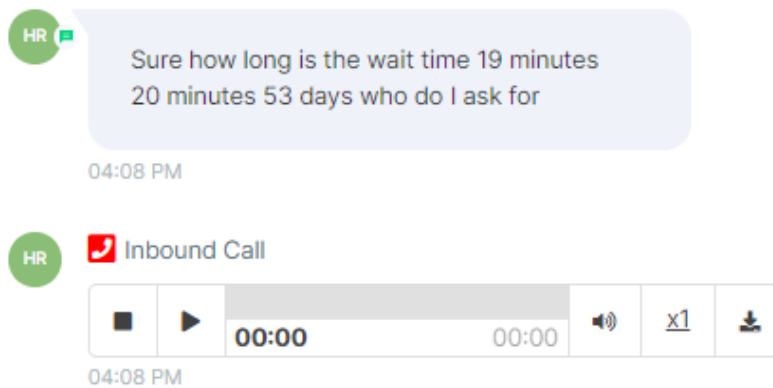 HR
Sure how long is the wait time 19 minutes
20 minutes 53 days who do I ask for
04:08 PM
HR
Inbound Call
00:00 00:00 x1
04:08 PM